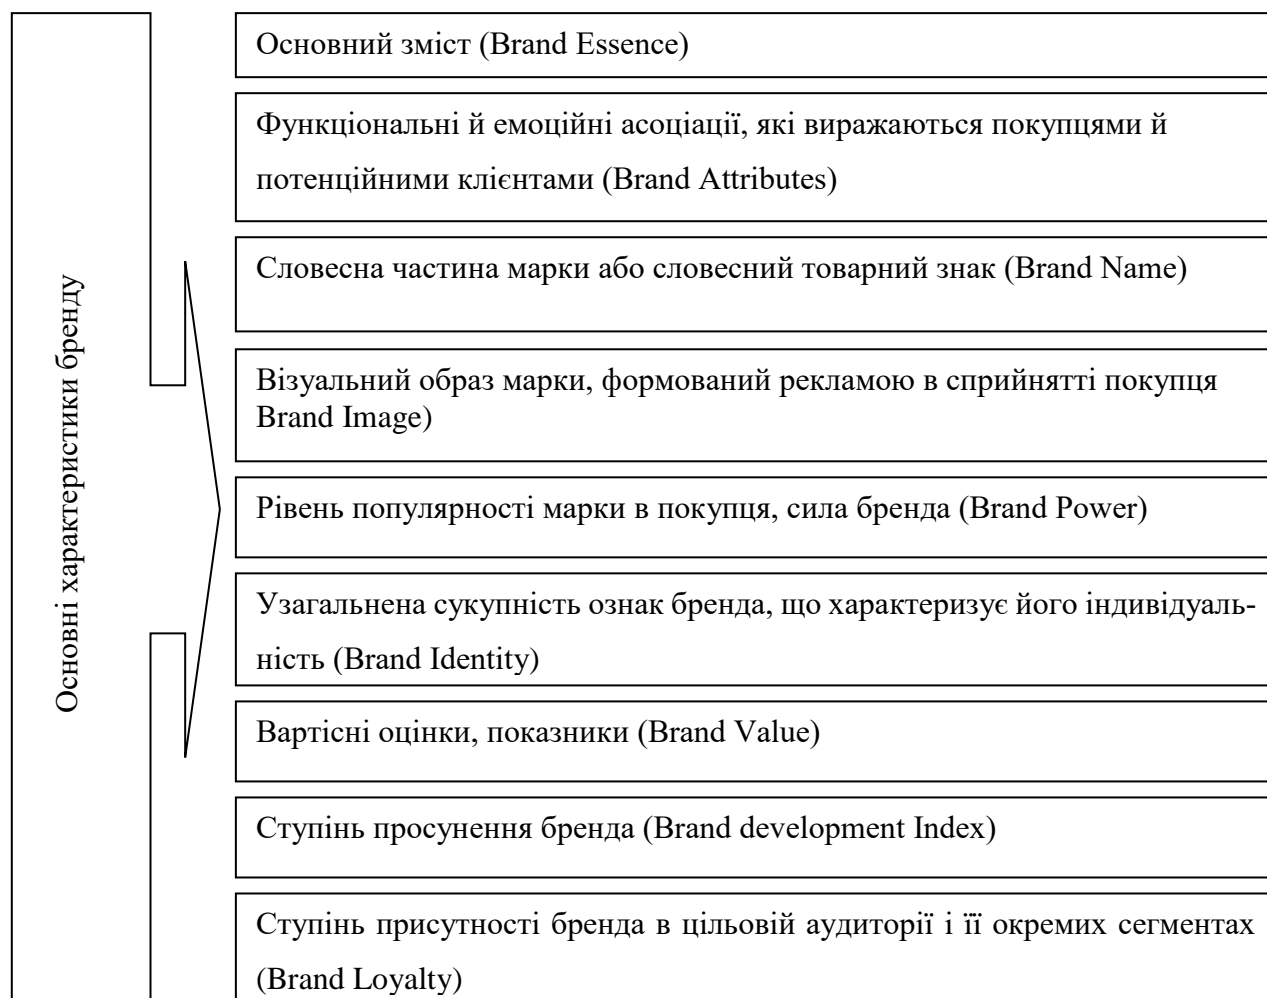 Основні характеристики бренду
Основний зміст (Brand Essence)
Функціональні й емоційні асоціації, які виражаються покупцями й
потенційними клієнтами (Brand Attributes)
Словесна частина марки або словесний товарний знак (Brand Name)
Візуальний образ марки, формований рекламою в сприйнятті покупця
Brand Image)
Рівень популярності марки в покупця, сила бренда (Brand Power)
Узагальнена сукупність ознак бренда, що характеризує його індивідуаль-
ність (Brand Identity)
Вартісні оцінки, показники (Brand Value)
Ступінь просунення бренда (Brand development Index)
Ступінь присутності бренда в цільовій аудиторії і її окремих сегментах
(Brand Loyalty)